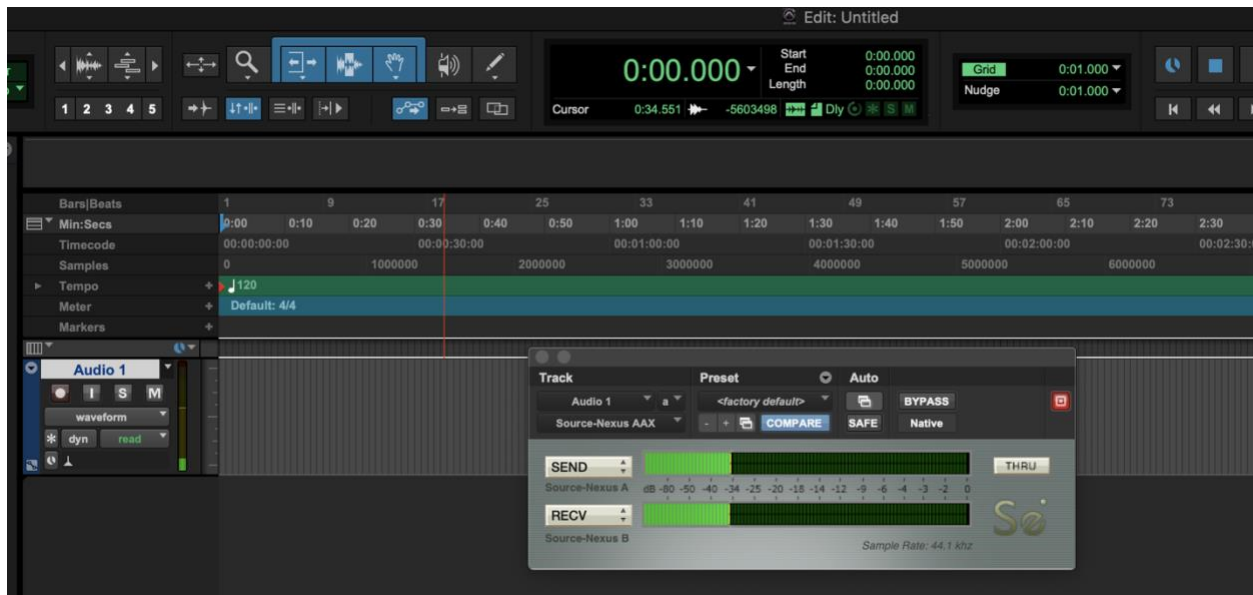 Edit: Untitled
0:00.000
Start 0:00.000
End 0:00.000
Length 0:00.000
Grid 0:01.000
Nudge 0:01.000
1 2 3 4 5
Cursor 0:34.551 -5603498 Dly S M
Bars|Beats 1 9 17 25 33 41 49 57 65 73
Min:Secs 0:00 0:10 0:20 0:30 0:40 0:50 1:00 1:10 1:20 1:30 1:40 1:50 2:00 2:10 2:20 2:30
Timecode 00:00:00:00 00:00:30:00 00:01:00:00 00:01:30:00 00:02:00:00 00:02:30:
Samples 0 1000000 2000000 3000000 4000000 5000000 6000000
Tempo + 120
Meter + Default: 4/4
Markers +
Audio 1
I S M
waveform
dyn read
Track Preset Auto
Audio 1 a <factory default> BYPASS
Source-Nexus AAX - + COMPARE SAFE Native
SEND THRU
Source-Nexus A dB -80 -50 -40 -34 -25 -20 -18 -14 -12 -9 -6 -4 -3 -2 0
RECV Se
Source-Nexus B Sample Rate: 44.1 khz